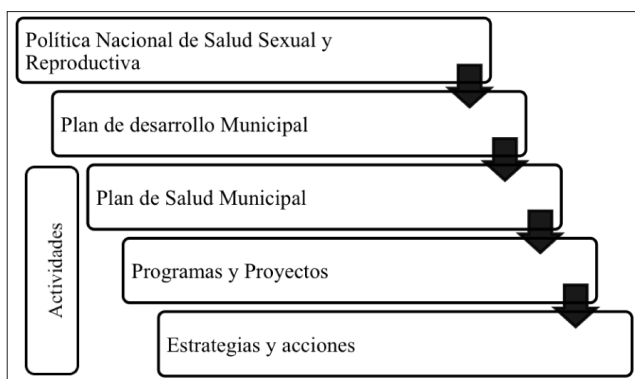 Política Nacional de Salud Sexual y
Reproductiva
Plan de desarrollo Municipal
Plan de Salud Municipal
Programas y Proyectos
Estrategias y acciones
Actividades